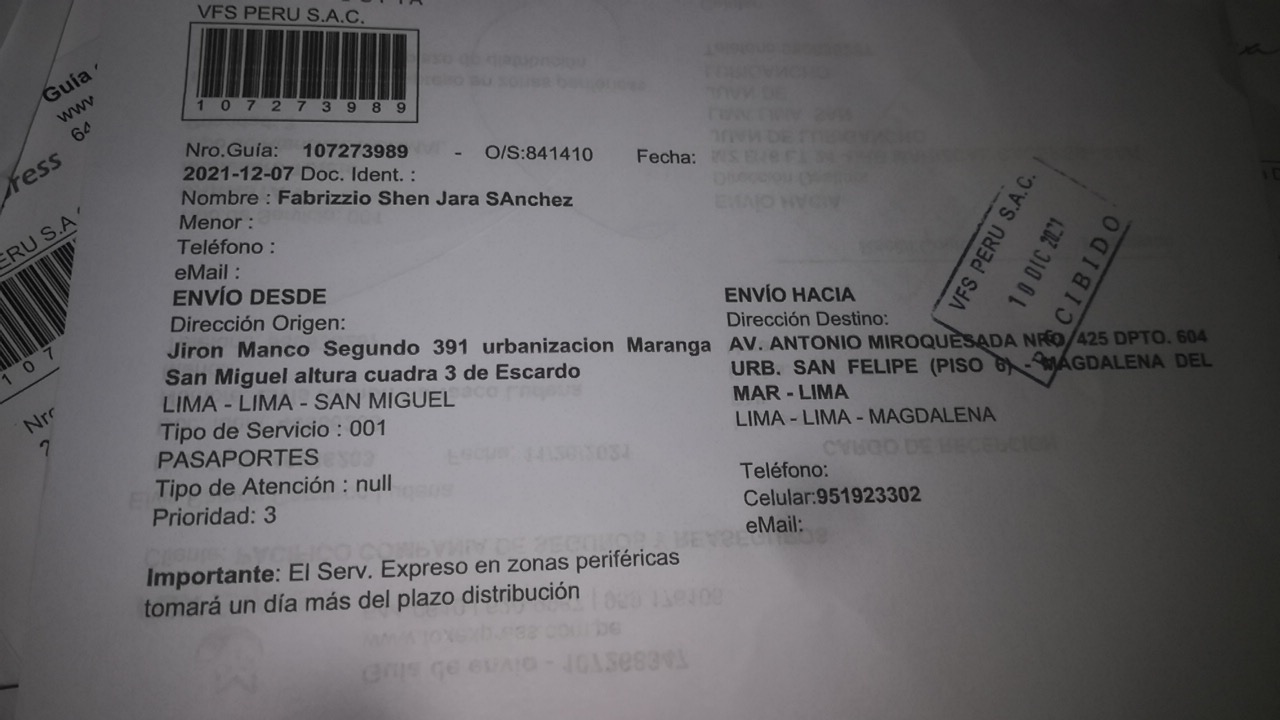 VFS PERU S.A.C.
107273989
Nro.Guía: 107273989 - O/S:841410 Fecha:
2021-12-07 Doc. Ident. :
Nombre : Fabrizzio Shen Jara SAnchez
Menor :
Teléfono :
eMail :
ENVÍO DESDE
Dirección Origen:
Jiron Manco Segundo 391 urbanizacion Maranga
San Miguel altura cuadra 3 de Escardo
LIMA - LIMA - SAN MIGUEL
Tipo de Servicio : 001
PASAPORTES
Tipo de Atención : null
Prioridad: 3
ENVÍO HACIA
Dirección Destino:
AV. ANTONIO MIROQUESADA NRO. 425 DPTO. 604
URB. SAN FELIPE (PISO 6) - MAGDALENA DEL
MAR - LIMA
LIMA - LIMA - MAGDALENA
Teléfono:
Celular:951923302
eMail:
Importante: El Serv. Expreso en zonas periféricas
tomará un día más del plazo distribución
VFS PERU S.A.C.
10 DIC 2021
CIBIDO
Guía
www
64
ress
ERU S.A
107
Nro